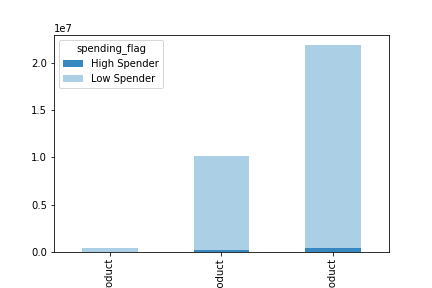 1e7
spending_flag
High Spender
Low Spender
2.0
1.5
1.0
0.5
0.0
oduct
oduct
oduct